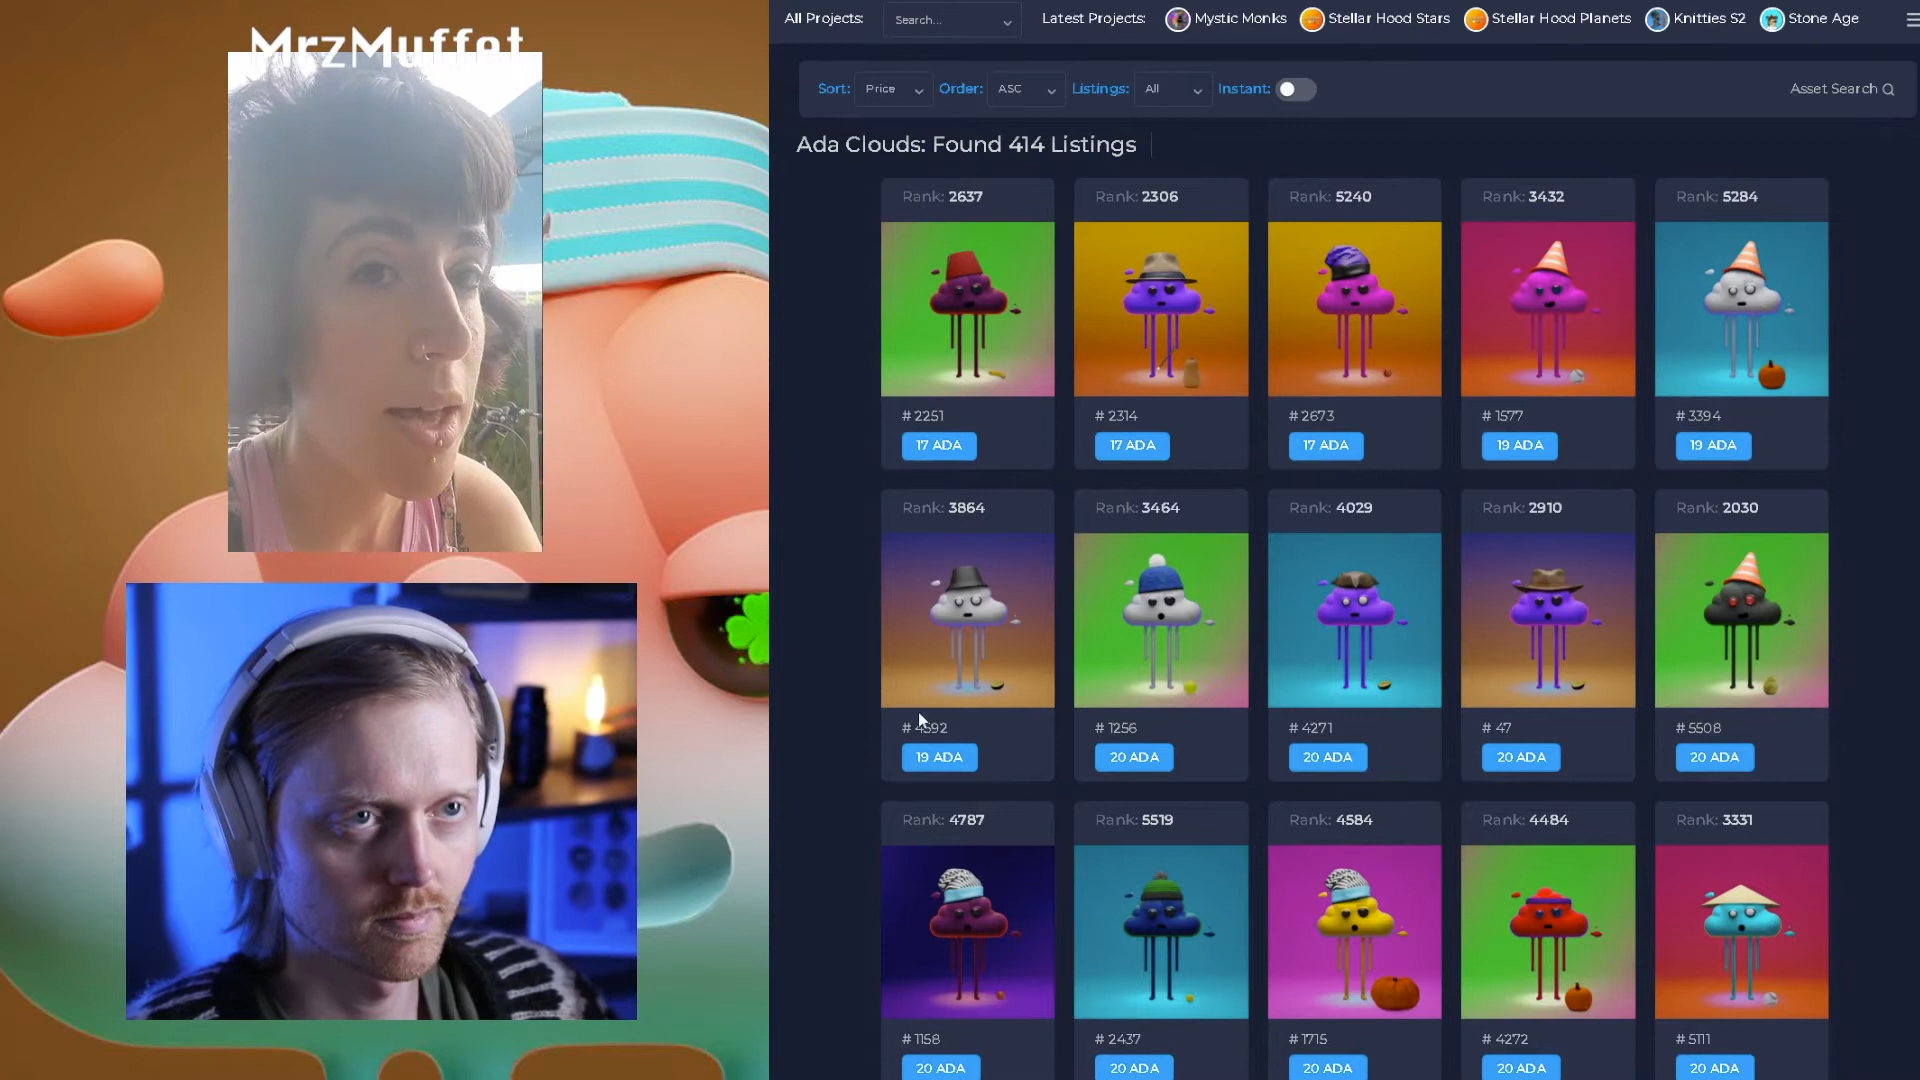 MrzMuffet
All Projects: Search... Latest Projects: Mystic Monks Stellar Hood Stars Stellar Hood Planets Knitties S2 Stone Age
Sort: Price Order: ASC Listings: All Instant: Asset Search
Ada Clouds: Found 414 Listings
Rank: 2637 Rank: 2306 Rank: 5240 Rank: 3432 Rank: 5284
# 2251 # 2314 # 2673 # 1577 # 3394
17 ADA 17 ADA 17 ADA 19 ADA 19 ADA
Rank: 3864 Rank: 3464 Rank: 4029 Rank: 2910 Rank: 2030
# 4592 # 1256 # 4271 # 47 # 5508
19 ADA 20 ADA 20 ADA 20 ADA 20 ADA
Rank: 4787 Rank: 5519 Rank: 4584 Rank: 4484 Rank: 3331
# 1158 # 2437 # 1715 # 4272 # 5111
20 ADA 20 ADA 20 ADA 20 ADA 20 ADA